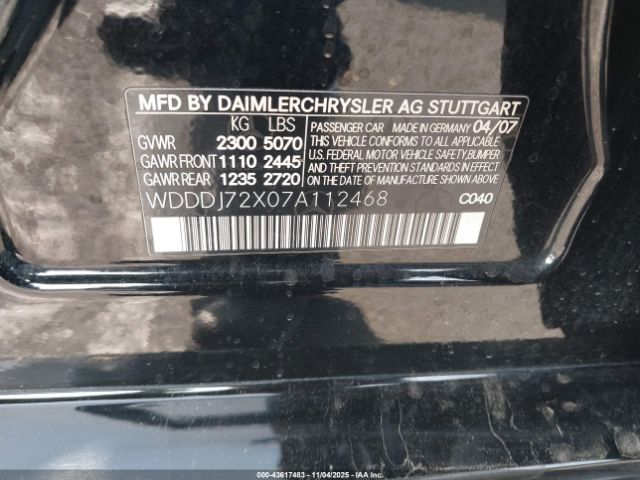 MFD BY DAIMLERCHRYSLER AG STUTTGART
KG LBS
GVWR 2300 5070
GAWR FRONT 1110 2445
GAWR REAR 1235 2720
PASSENGER CAR MADE IN GERMANY 04/07
THIS VEHICLE CONFORMS TO ALL APPLICABLE
U.S. FEDERAL MOTOR VEHICLE SAFETY, BUMPER
AND THEFT PREVENTION STANDARDS IN EFFECT
ON THE DATE OF MANUFACTURE SHOWN ABOVE.
WDDDJ72X07A112468 C040
000-43617483 - 11/04/2025 - IAAI.COM